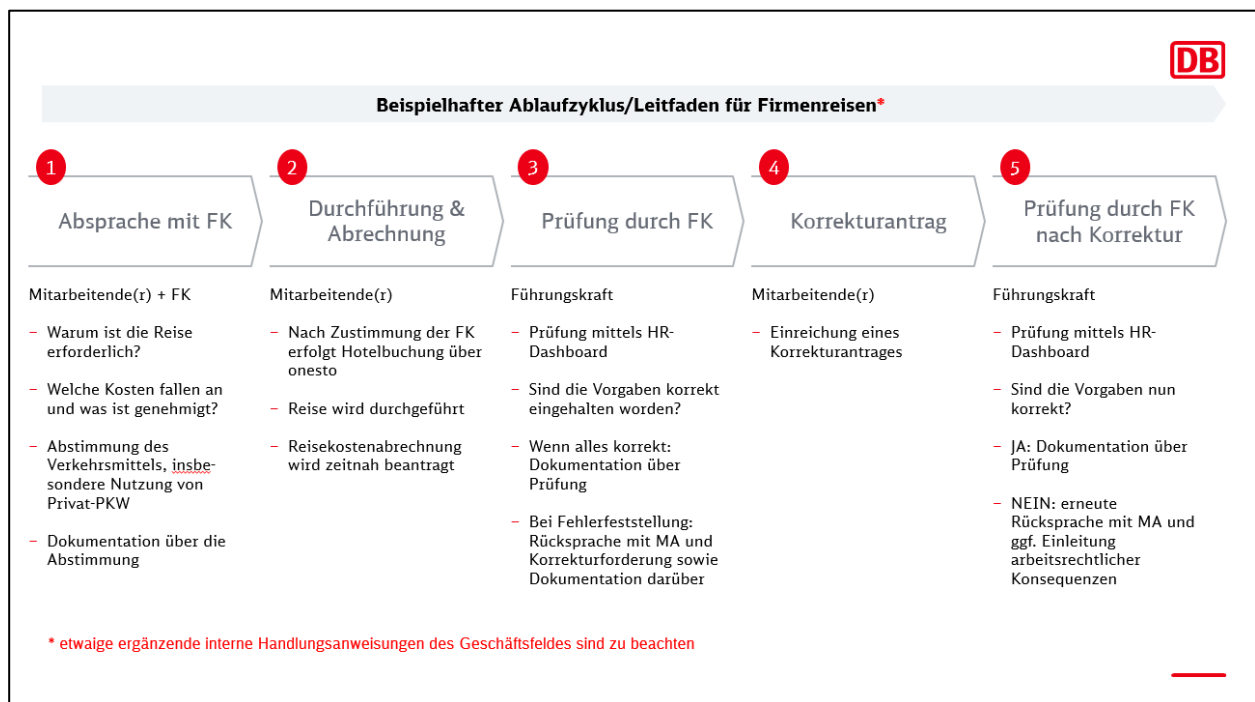 DB
Beispielhafter Ablaufzyklus/Leitfaden für Firmenreisen*
1
Absprache mit FK
Mitarbeitende(r) + FK
– Warum ist die Reise
erforderlich?
– Welche Kosten fallen an
und was ist genehmigt?
– Abstimmung des
Verkehrsmittels, insbe-
sondere Nutzung von
Privat-PKW
– Dokumentation über die
Abstimmung
2
Durchführung &
Abrechnung
Mitarbeitende(r)
– Nach Zustimmung der FK
erfolgt Hotelbuchung über
onesto
– Reise wird durchgeführt
– Reisekostenabrechnung
wird zeitnah beantragt
3
Prüfung durch FK
Führungskraft
– Prüfung mittels HR-
Dashboard
– Sind die Vorgaben korrekt
eingehalten worden?
– Wenn alles korrekt:
Dokumentation über
Prüfung
– Bei Fehlerfeststellung:
Rücksprache mit MA und
Korrekturforderung sowie
Dokumentation darüber
4
Korrekturantrag
Mitarbeitende(r)
– Einreichung eines
Korrekturantrages
5
Prüfung durch FK
nach Korrektur
Führungskraft
– Prüfung mittels HR-
Dashboard
– Sind die Vorgaben nun
korrekt?
– JA: Dokumentation über
Prüfung
– NEIN: erneute
Rücksprache mit MA und
ggf. Einleitung
arbeitsrechtlicher
Konsequenzen
* etwaige ergänzende interne Handlungsanweisungen des Geschäftsfeldes sind zu beachten